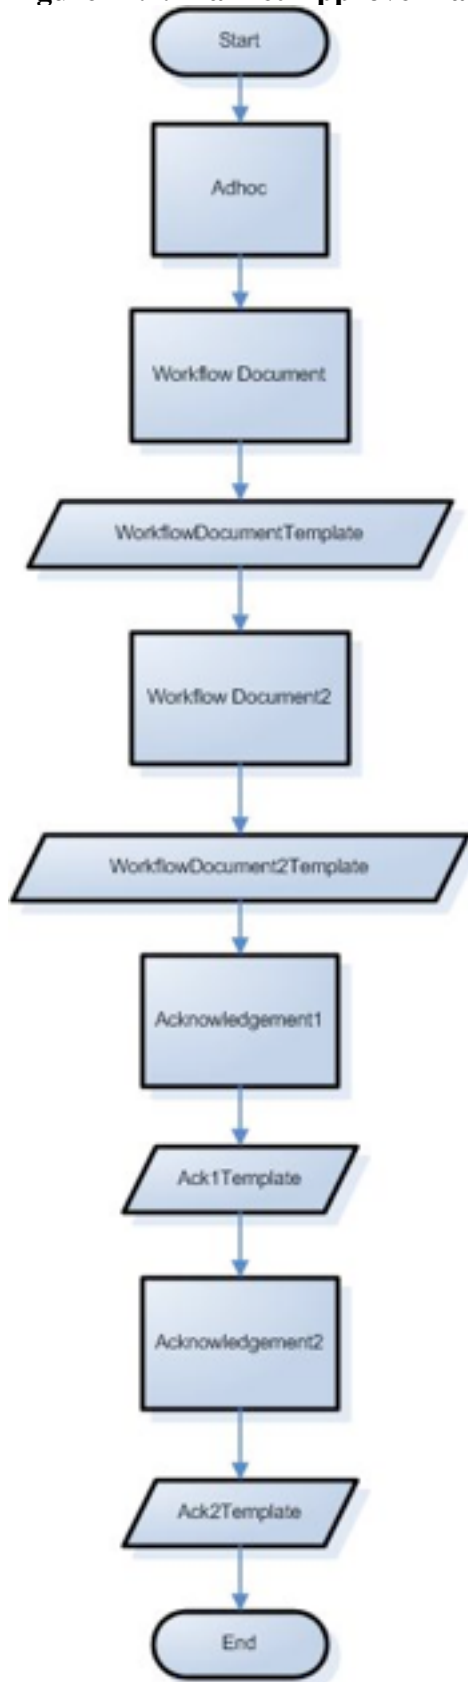 Start
Adhoc
Workflow Document
WorkflowDocumentTemplate
Workflow Document2
WorkflowDocument2Template
Acknowledgement1
Ack1Template
Acknowledgement2
Ack2Template
End